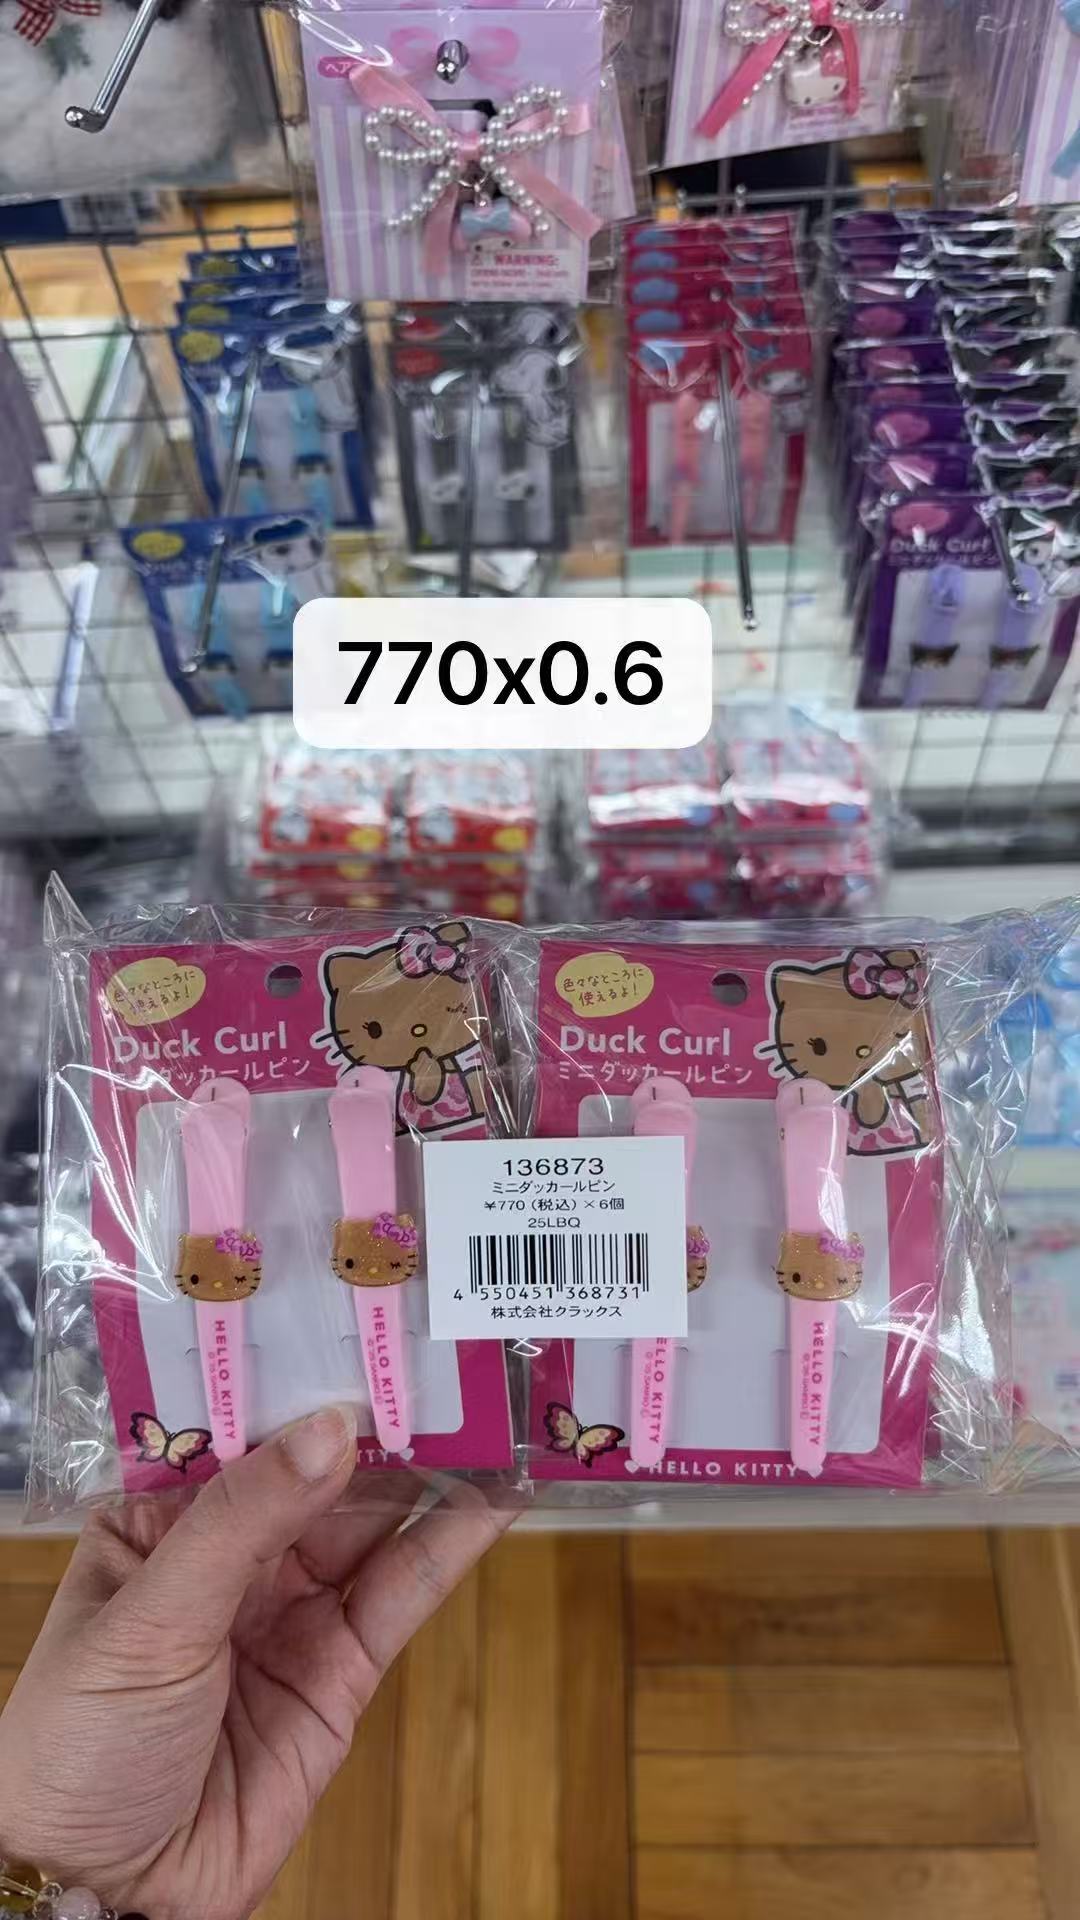 WARNING:
Duck Curl
770x0.6
色々なところに
使えるよ!
Duck Curl
ミニダッカールピン
色々なところに
使えるよ!
Duck Curl
ミニダッカールピン
136873
ミニダッカールピン
¥770(税込)×6個
25LBQ
4 550451 368731
株式会社クラックス
HELLO KITTY
HELLO KITTY
HELLO KITTY
HELLO KITTY